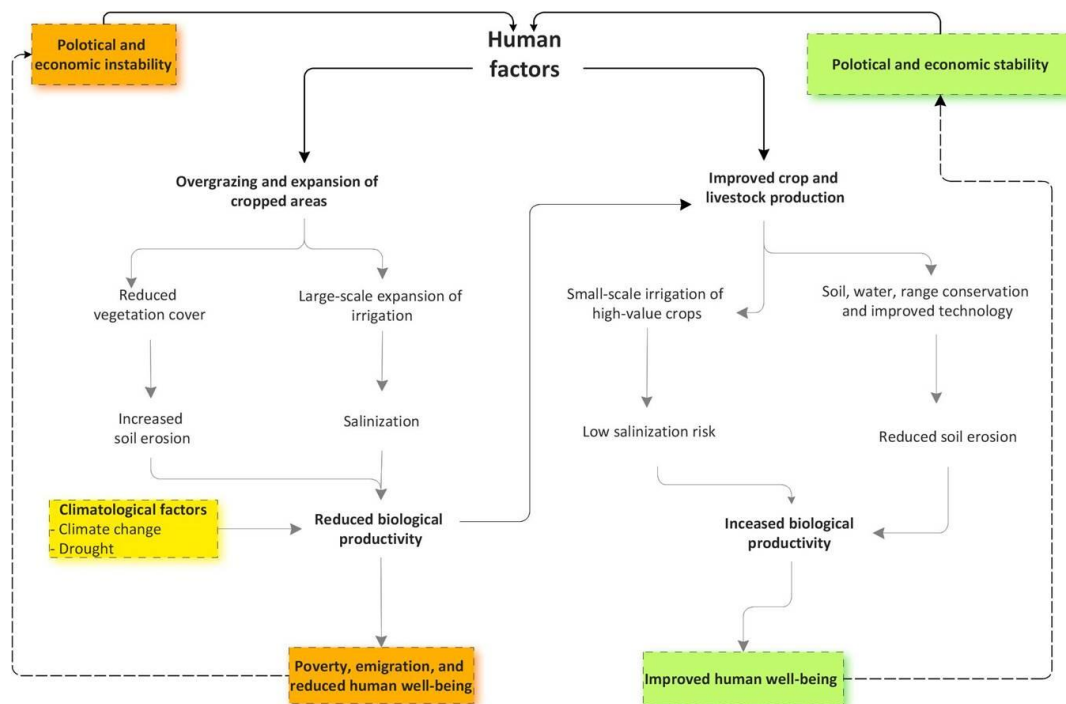 Polotical and
economic instability
Human
factors
Polotical and economic stability
Overgrazing and expansion of
cropped areas
Improved crop and
livestock production
Reduced
vegetation cover
Large-scale expansion of
irrigation
Small-scale irrigation of
high-value crops
Soil, water, range conservation
and improved technology
Increased
soil erosion
Salinization
Low salinization risk
Reduced soil erosion
Climatological factors
- Climate change
- Drought
Reduced biological
productivity
Inceased biological
productivity
Poverty, emigration, and
reduced human well-being
Improved human well-being